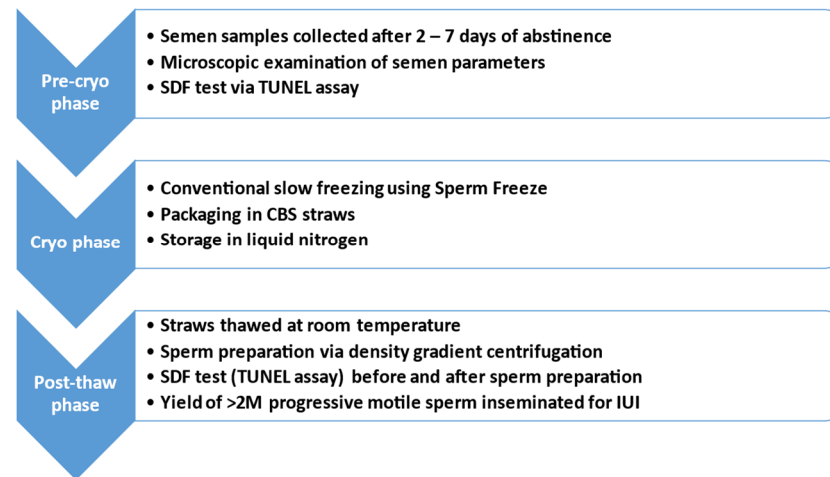 Pre-cryo
phase
• Semen samples collected after 2 – 7 days of abstinence
• Microscopic examination of semen parameters
• SDF test via TUNEL assay
Cryo phase
• Conventional slow freezing using Sperm Freeze
• Packaging in CBS straws
• Storage in liquid nitrogen
Post-thaw
phase
• Straws thawed at room temperature
• Sperm preparation via density gradient centrifugation
• SDF test (TUNEL assay) before and after sperm preparation
• Yield of >2M progressive motile sperm inseminated for IUI